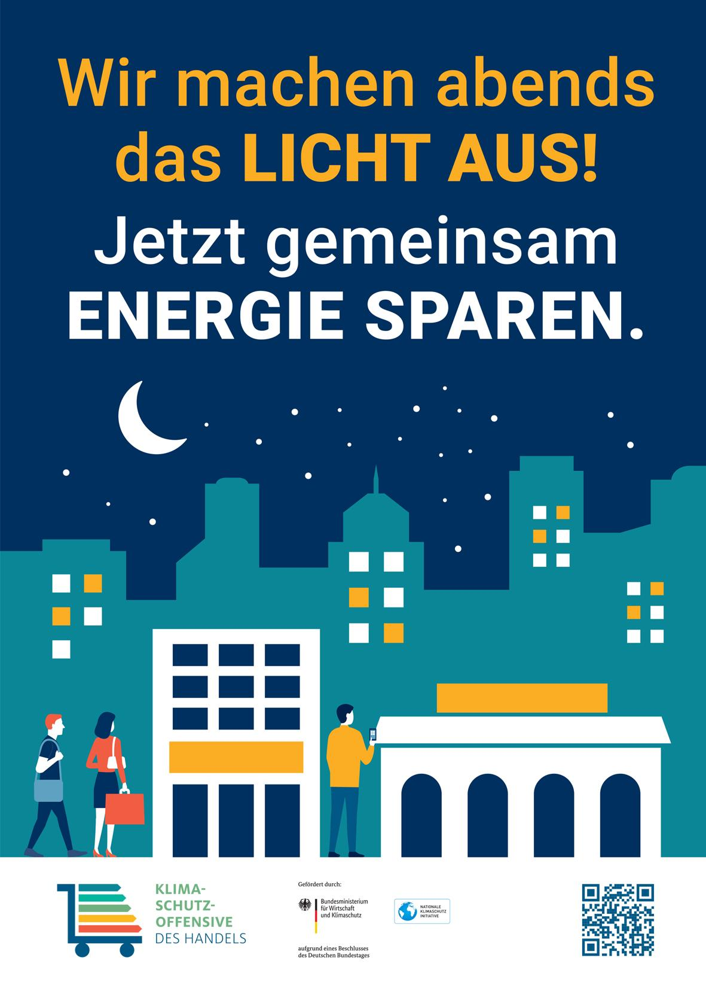 Wir machen abends
das LICHT AUS!
Jetzt gemeinsam
ENERGIE SPAREN.
KLIMA-
SCHUTZ-
OFFENSIVE
DES HANDELS
Gefördert durch:
Bundesministerium
für Wirtschaft
und Klimaschutz
aufgrund eines Beschlusses
des Deutschen Bundestages
NATIONALE
KLIMASCHUTZ
INITIATIVE